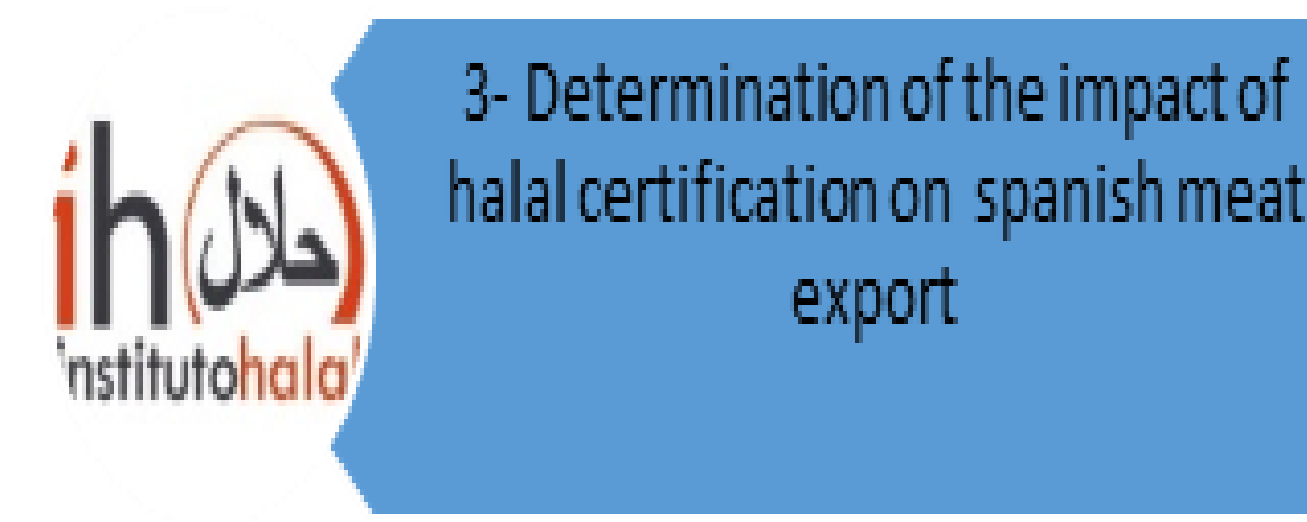 ih
حلال
institutohalal
3- Determination of the impact of
halal certification on spanish meat
export